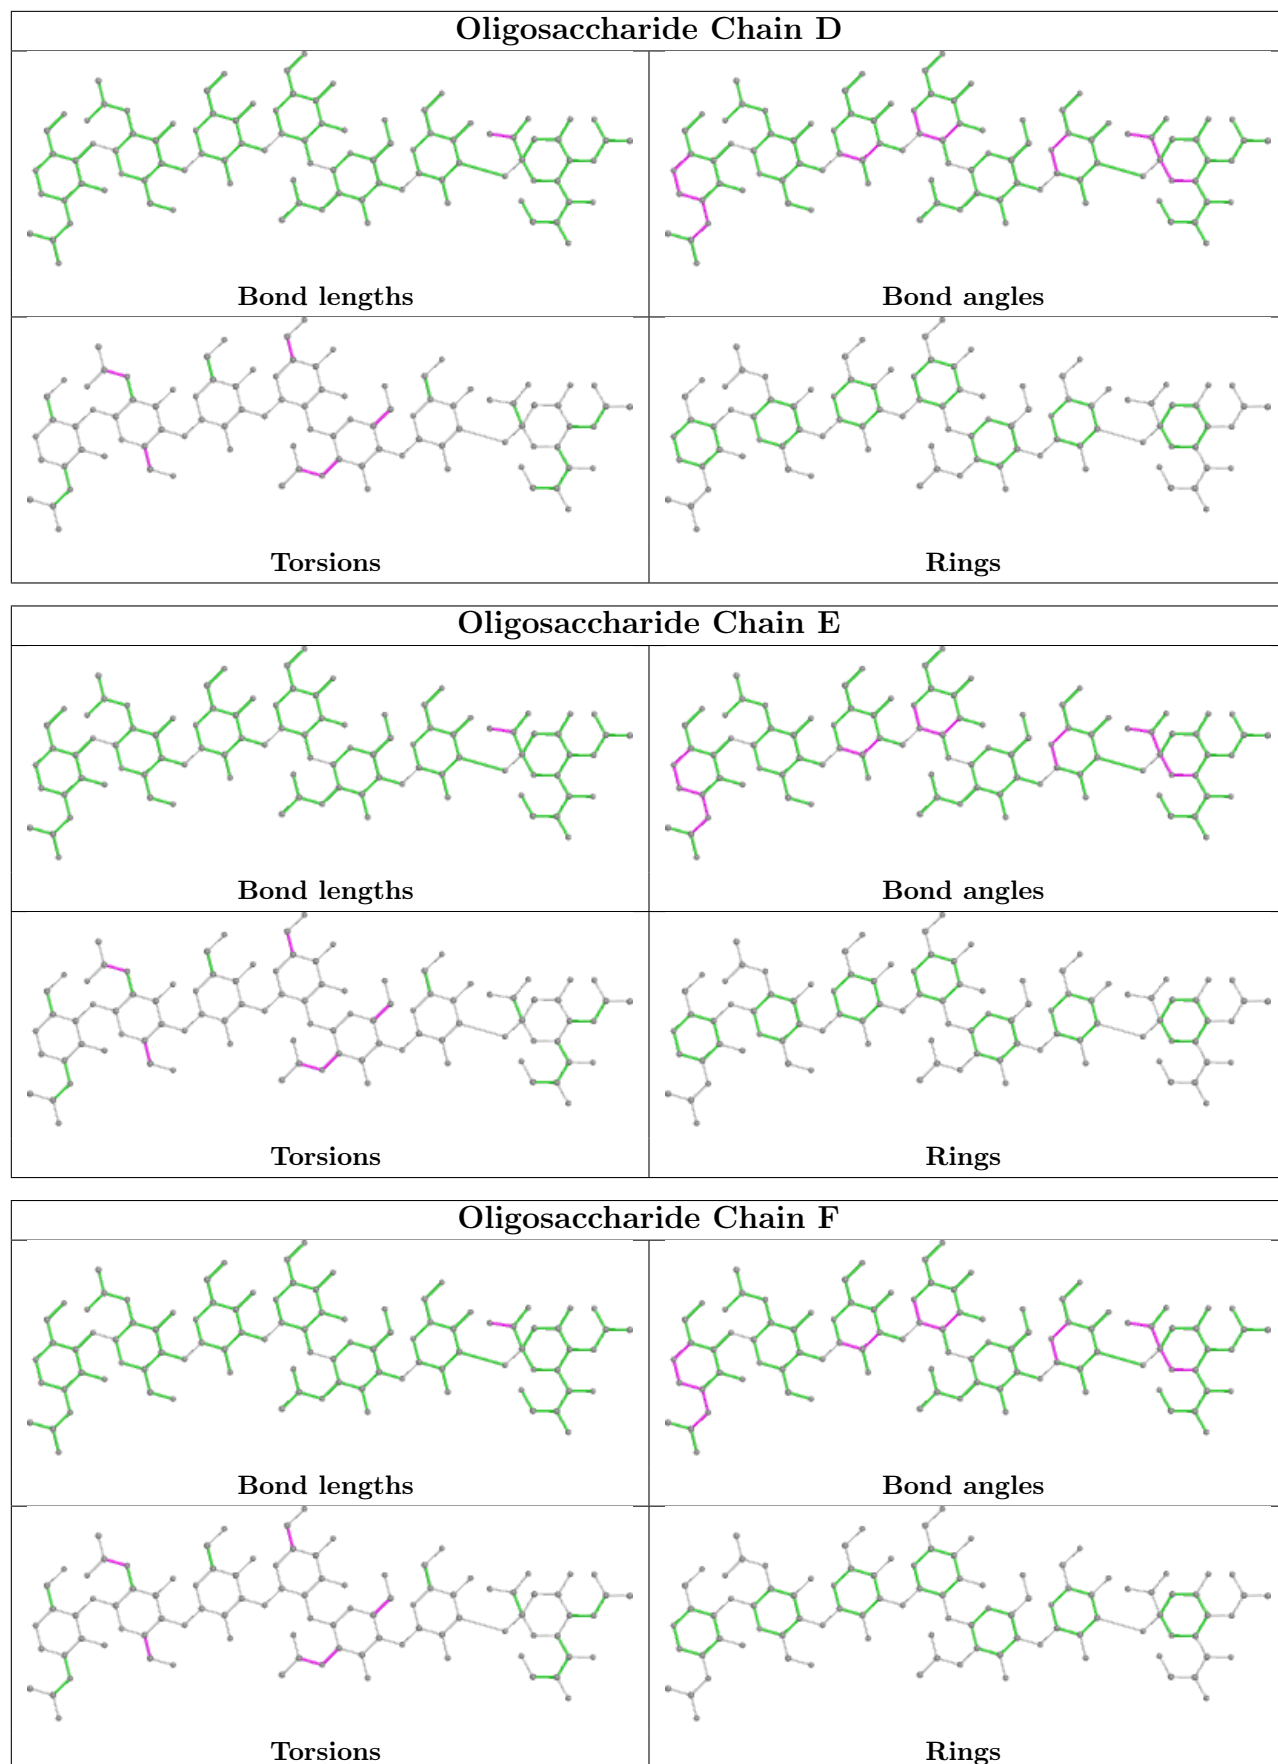 Oligosaccharide Chain D
Bond lengths
Bond angles
Torsions
Rings
Oligosaccharide Chain E
Bond lengths
Bond angles
Torsions
Rings
Oligosaccharide Chain F
Bond lengths
Bond angles
Torsions
Rings